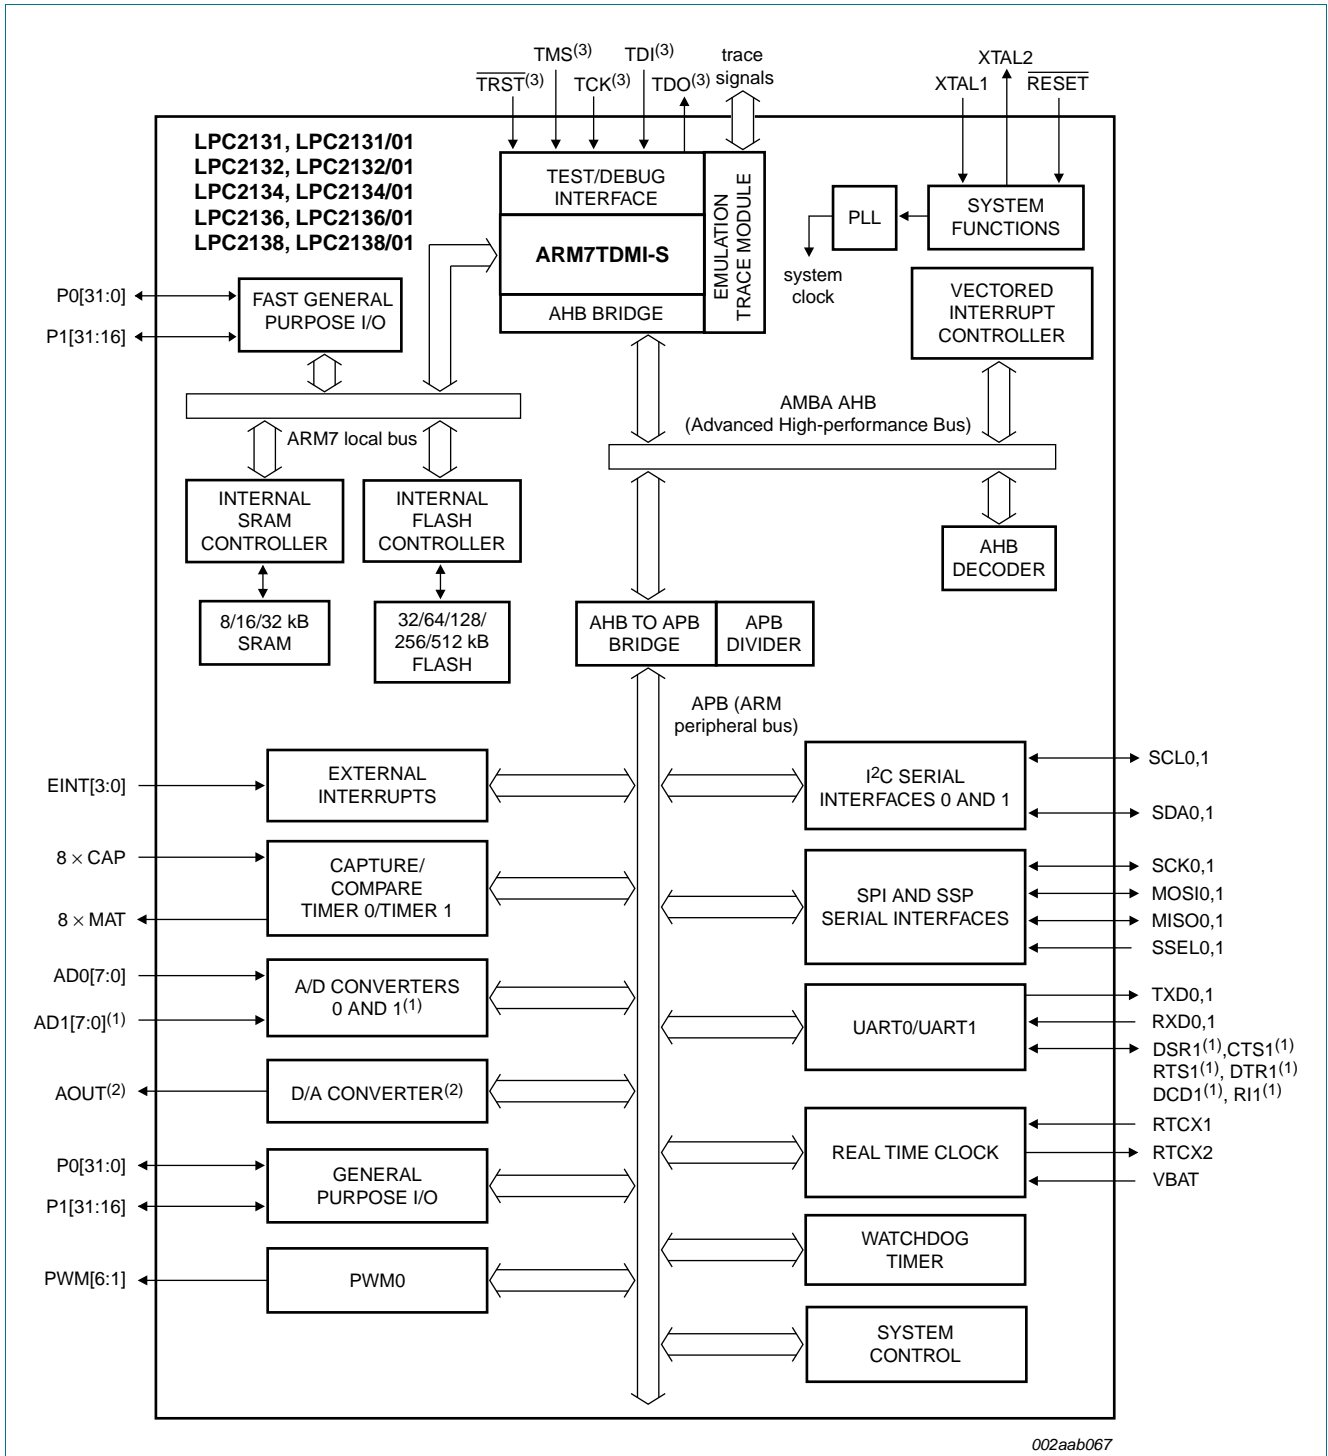 TMS(3)
TDI(3)
trace
signals
TRST(3)
TCK(3)
TDO(3)
XTAL2
XTAL1
RESET
LPC2131, LPC2131/01
LPC2132, LPC2132/01
LPC2134, LPC2134/01
LPC2136, LPC2136/01
LPC2138, LPC2138/01
TEST/DEBUG
INTERFACE
ARM7TDMI-S
AHB BRIDGE
EMULATION
TRACE MODULE
PLL
SYSTEM
FUNCTIONS
system
clock
VECTORED
INTERRUPT
CONTROLLER
P0[31:0]
P1[31:16]
FAST GENERAL
PURPOSE I/O
ARM7 local bus
AMBA AHB
(Advanced High-performance Bus)
INTERNAL
SRAM
CONTROLLER
INTERNAL
FLASH
CONTROLLER
AHB
DECODER
8/16/32 kB
SRAM
32/64/128/
256/512 kB
FLASH
AHB TO APB
BRIDGE
APB
DIVIDER
APB (ARM
peripheral bus)
EINT[3:0]
EXTERNAL
INTERRUPTS
I2C SERIAL
INTERFACES 0 AND 1
SCL0,1
SDA0,1
8 × CAP
8 × MAT
CAPTURE/
COMPARE
TIMER 0/TIMER 1
SPI AND SSP
SERIAL INTERFACES
SCK0,1
MOSI0,1
MISO0,1
SSEL0,1
AD0[7:0]
AD1[7:0](1)
A/D CONVERTERS
0 AND 1(1)
UART0/UART1
TXD0,1
RXD0,1
DSR1(1),CTS1(1)
RTS1(1), DTR1(1)
DCD1(1), RI1(1)
AOUT(2)
D/A CONVERTER(2)
REAL TIME CLOCK
RTCX1
RTCX2
VBAT
P0[31:0]
P1[31:16]
GENERAL
PURPOSE I/O
WATCHDOG
TIMER
PWM[6:1]
PWM0
SYSTEM
CONTROL
002aab067